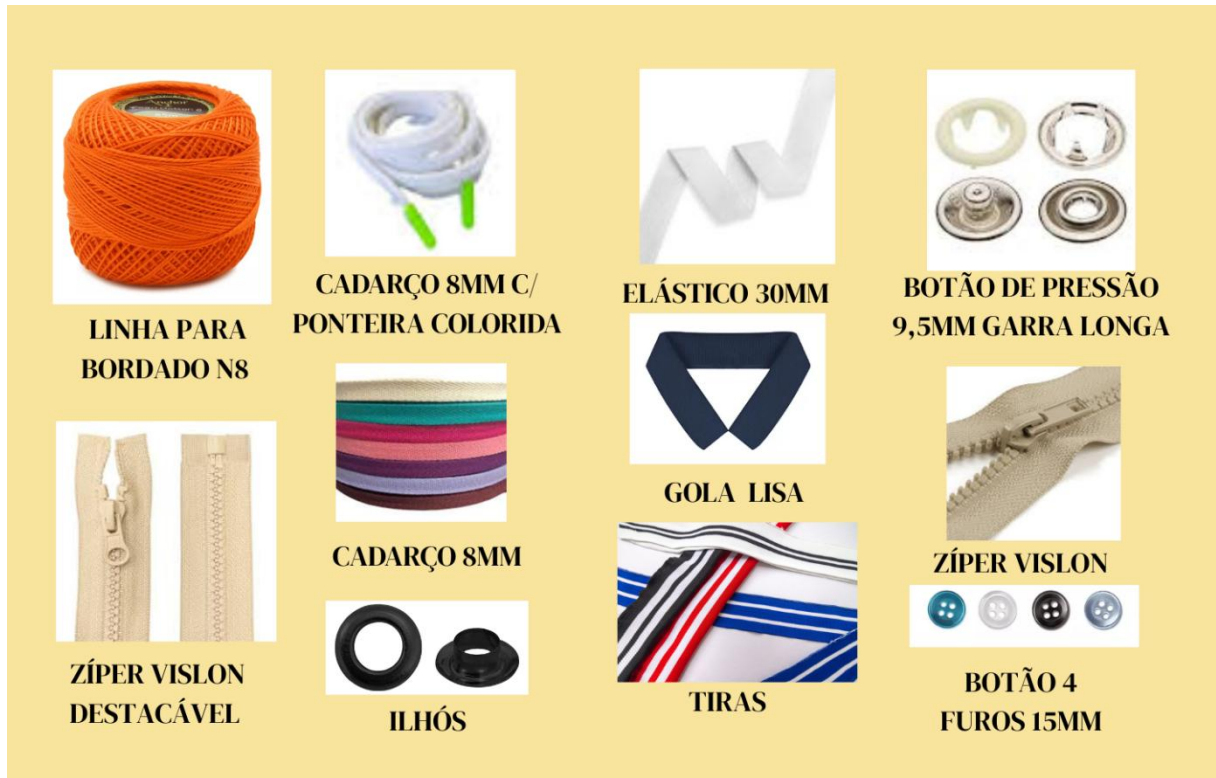 Anchor
LINHA PARA
BORDADO N8
CADARÇO 8MM C/
PONTEIRA COLORIDA
ELÁSTICO 30MM
BOTÃO DE PRESSÃO
9,5MM GARRA LONGA
GOLA LISA
ZÍPER VISLON
DESTACÁVEL
CADARÇO 8MM
ILHÓS
TIRAS
ZÍPER VISLON
BOTÃO 4
FUROS 15MM